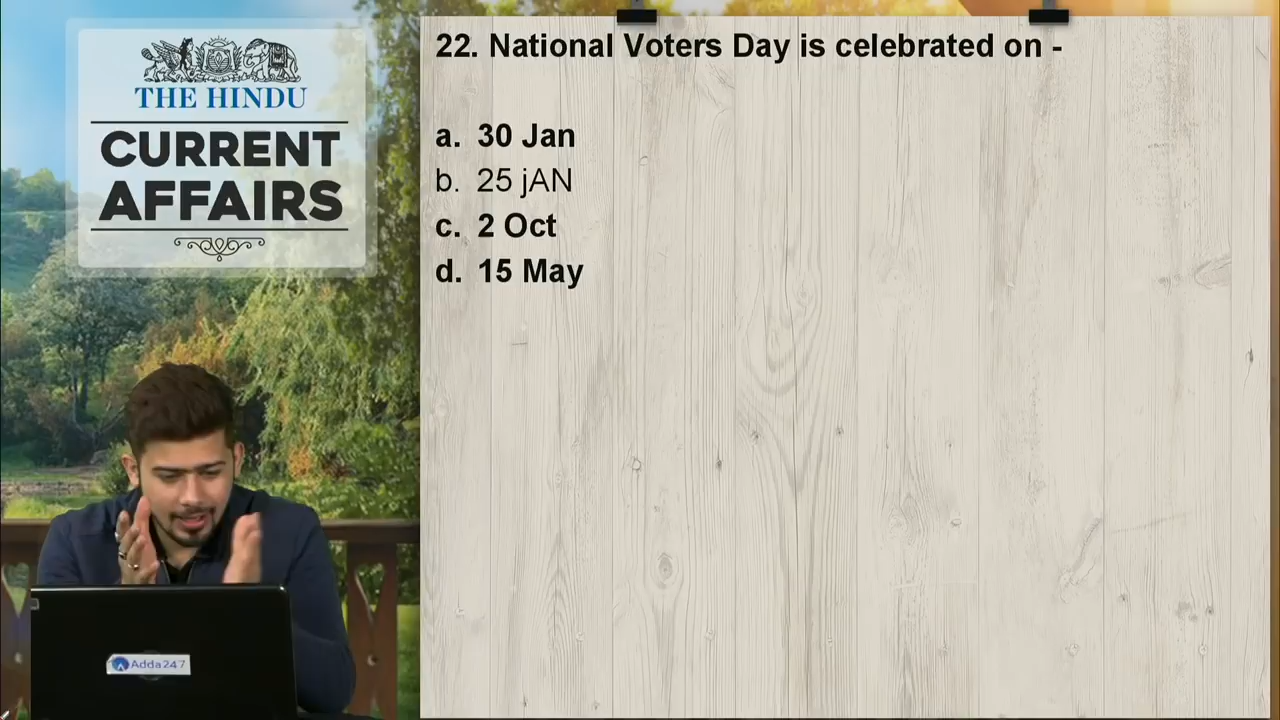 THE HINDU
CURRENT
AFFAIRS
22. National Voters Day is celebrated on -
a. 30 Jan
b. 25 jAN
c. 2 Oct
d. 15 May
Adda247